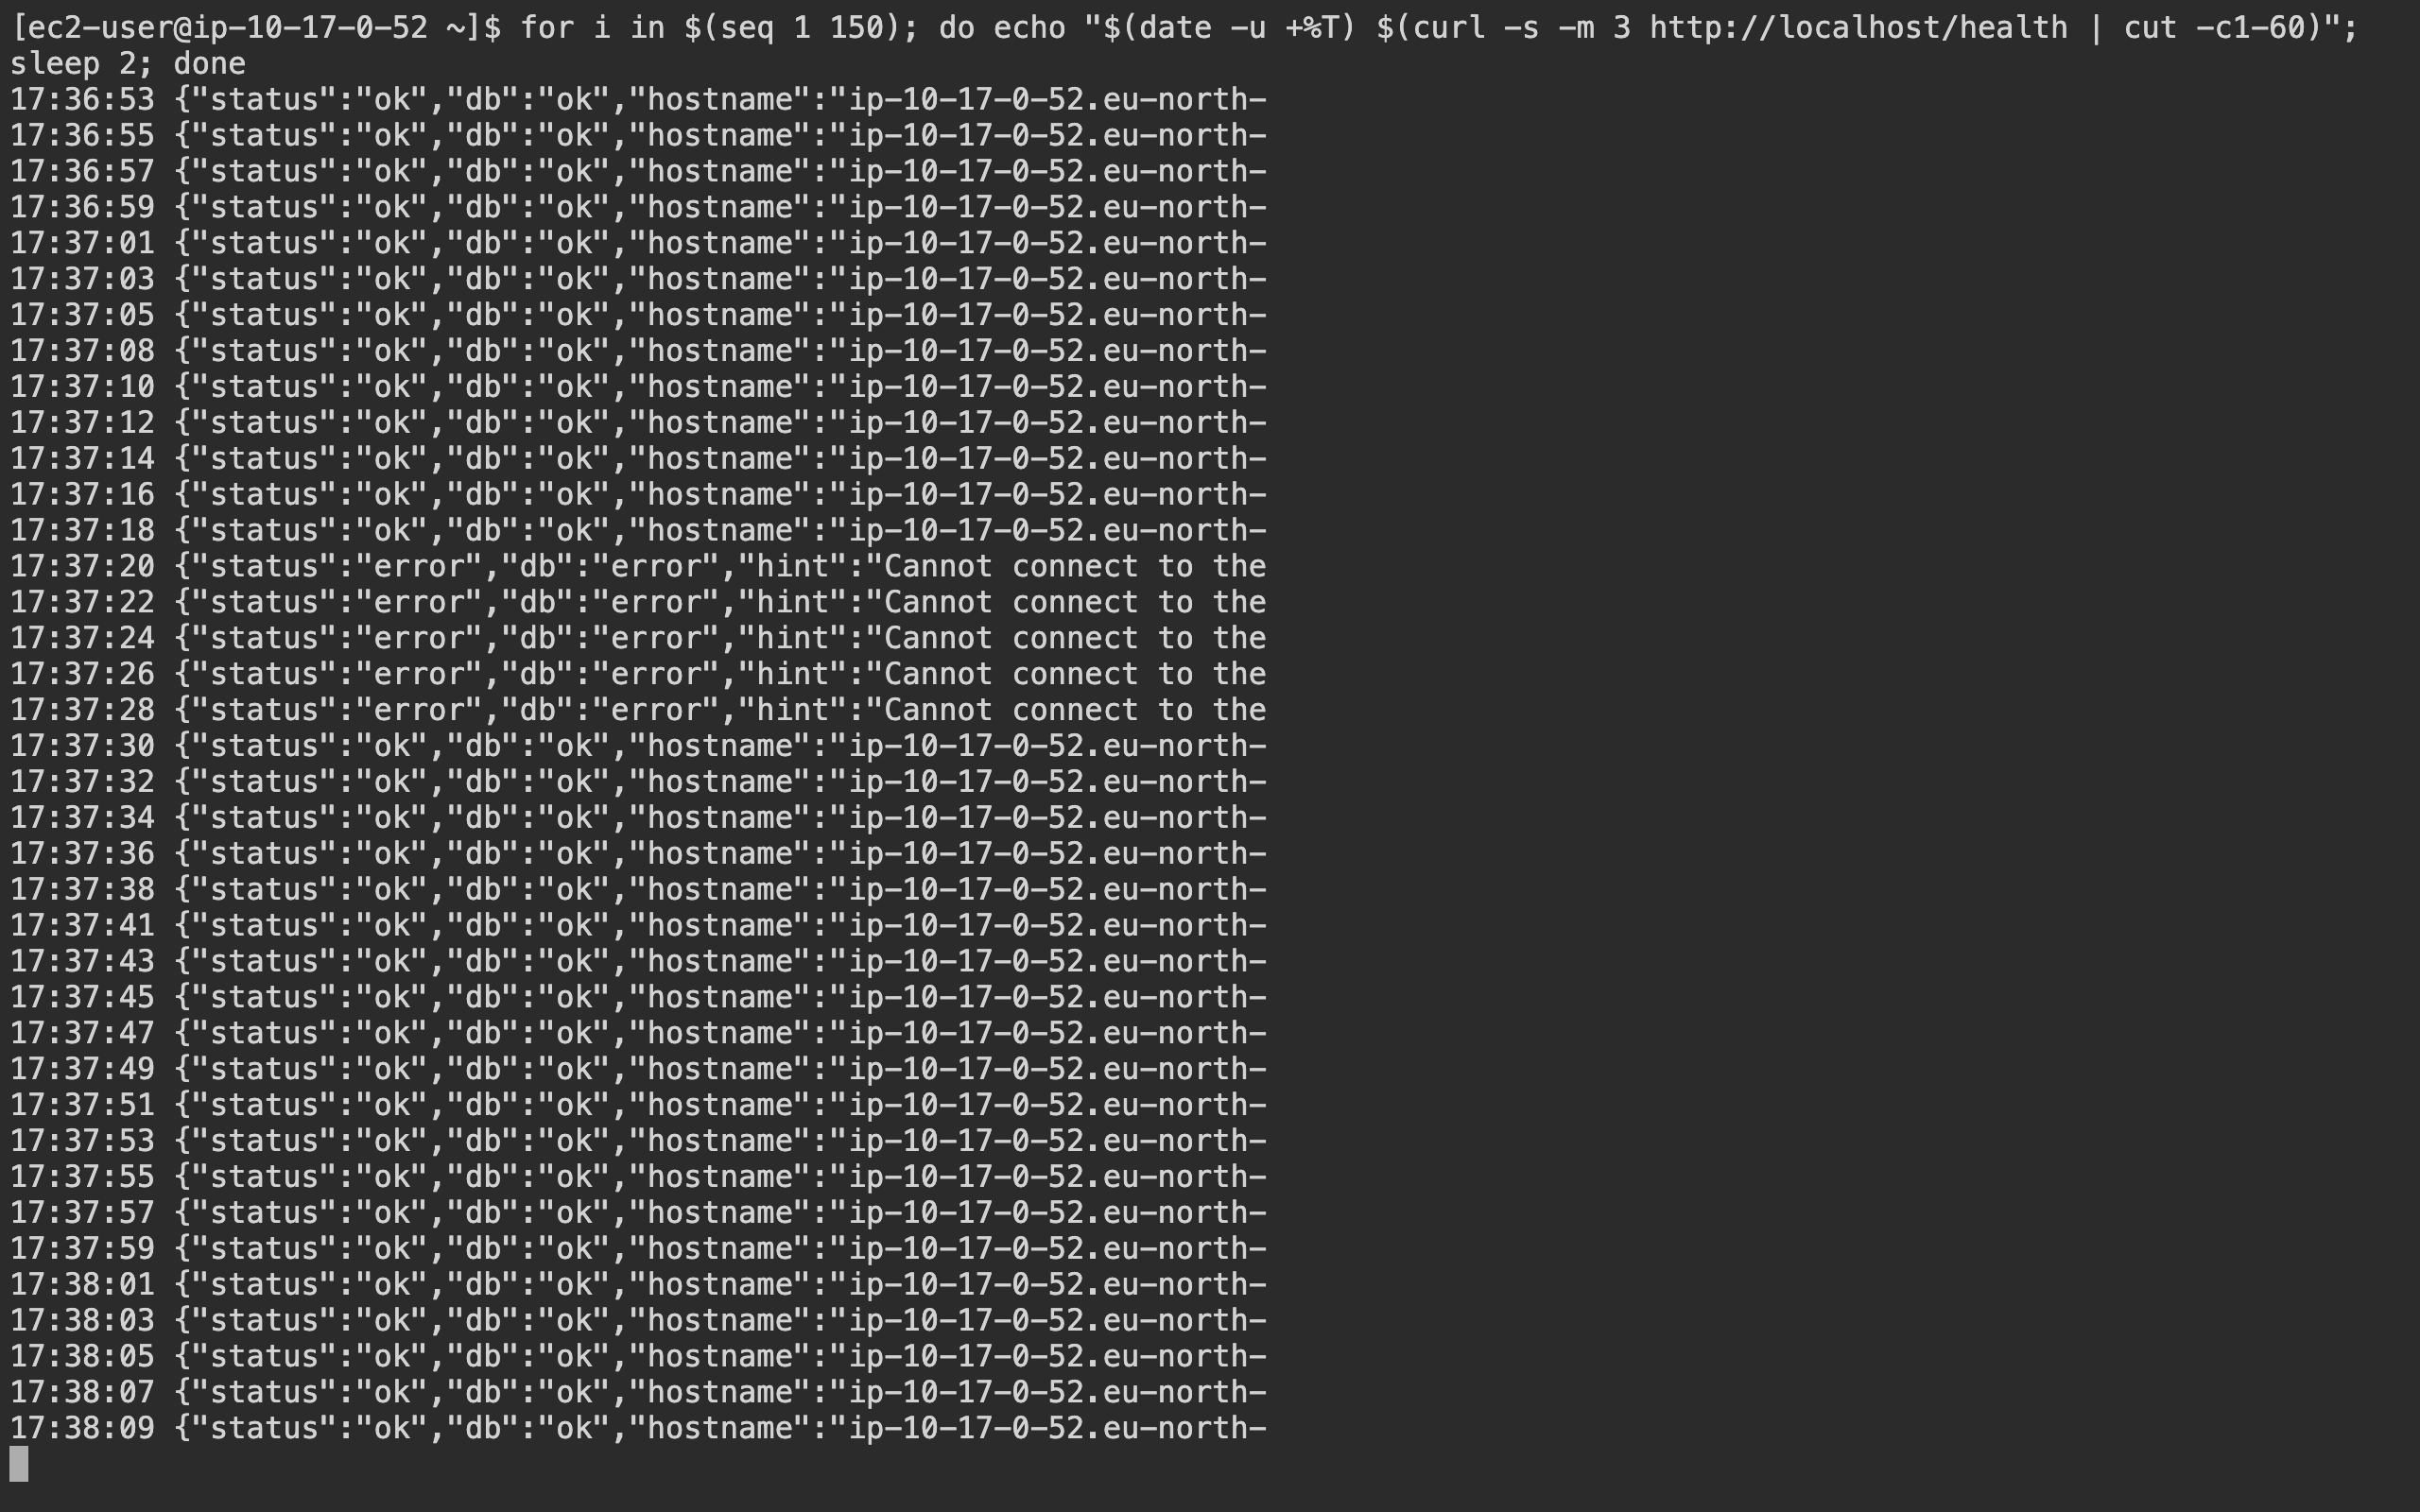 [ec2-user@ip-10-17-0-52 ~]$ for i in $(seq 1 150); do echo "$(date -u +%T) $(curl -s -m 3 http://localhost/health | cut -c1-60)";
sleep 2; done
17:36:53 {"status":"ok","db":"ok","hostname":"ip-10-17-0-52.eu-north-
17:36:55 {"status":"ok","db":"ok","hostname":"ip-10-17-0-52.eu-north-
17:36:57 {"status":"ok","db":"ok","hostname":"ip-10-17-0-52.eu-north-
17:36:59 {"status":"ok","db":"ok","hostname":"ip-10-17-0-52.eu-north-
17:37:01 {"status":"ok","db":"ok","hostname":"ip-10-17-0-52.eu-north-
17:37:03 {"status":"ok","db":"ok","hostname":"ip-10-17-0-52.eu-north-
17:37:05 {"status":"ok","db":"ok","hostname":"ip-10-17-0-52.eu-north-
17:37:08 {"status":"ok","db":"ok","hostname":"ip-10-17-0-52.eu-north-
17:37:10 {"status":"ok","db":"ok","hostname":"ip-10-17-0-52.eu-north-
17:37:12 {"status":"ok","db":"ok","hostname":"ip-10-17-0-52.eu-north-
17:37:14 {"status":"ok","db":"ok","hostname":"ip-10-17-0-52.eu-north-
17:37:16 {"status":"ok","db":"ok","hostname":"ip-10-17-0-52.eu-north-
17:37:18 {"status":"ok","db":"ok","hostname":"ip-10-17-0-52.eu-north-
17:37:20 {"status":"error","db":"error","hint":"Cannot connect to the
17:37:22 {"status":"error","db":"error","hint":"Cannot connect to the
17:37:24 {"status":"error","db":"error","hint":"Cannot connect to the
17:37:26 {"status":"error","db":"error","hint":"Cannot connect to the
17:37:28 {"status":"error","db":"error","hint":"Cannot connect to the
17:37:30 {"status":"ok","db":"ok","hostname":"ip-10-17-0-52.eu-north-
17:37:32 {"status":"ok","db":"ok","hostname":"ip-10-17-0-52.eu-north-
17:37:34 {"status":"ok","db":"ok","hostname":"ip-10-17-0-52.eu-north-
17:37:36 {"status":"ok","db":"ok","hostname":"ip-10-17-0-52.eu-north-
17:37:38 {"status":"ok","db":"ok","hostname":"ip-10-17-0-52.eu-north-
17:37:41 {"status":"ok","db":"ok","hostname":"ip-10-17-0-52.eu-north-
17:37:43 {"status":"ok","db":"ok","hostname":"ip-10-17-0-52.eu-north-
17:37:45 {"status":"ok","db":"ok","hostname":"ip-10-17-0-52.eu-north-
17:37:47 {"status":"ok","db":"ok","hostname":"ip-10-17-0-52.eu-north-
17:37:49 {"status":"ok","db":"ok","hostname":"ip-10-17-0-52.eu-north-
17:37:51 {"status":"ok","db":"ok","hostname":"ip-10-17-0-52.eu-north-
17:37:53 {"status":"ok","db":"ok","hostname":"ip-10-17-0-52.eu-north-
17:37:55 {"status":"ok","db":"ok","hostname":"ip-10-17-0-52.eu-north-
17:37:57 {"status":"ok","db":"ok","hostname":"ip-10-17-0-52.eu-north-
17:37:59 {"status":"ok","db":"ok","hostname":"ip-10-17-0-52.eu-north-
17:38:01 {"status":"ok","db":"ok","hostname":"ip-10-17-0-52.eu-north-
17:38:03 {"status":"ok","db":"ok","hostname":"ip-10-17-0-52.eu-north-
17:38:05 {"status":"ok","db":"ok","hostname":"ip-10-17-0-52.eu-north-
17:38:07 {"status":"ok","db":"ok","hostname":"ip-10-17-0-52.eu-north-
17:38:09 {"status":"ok","db":"ok","hostname":"ip-10-17-0-52.eu-north-